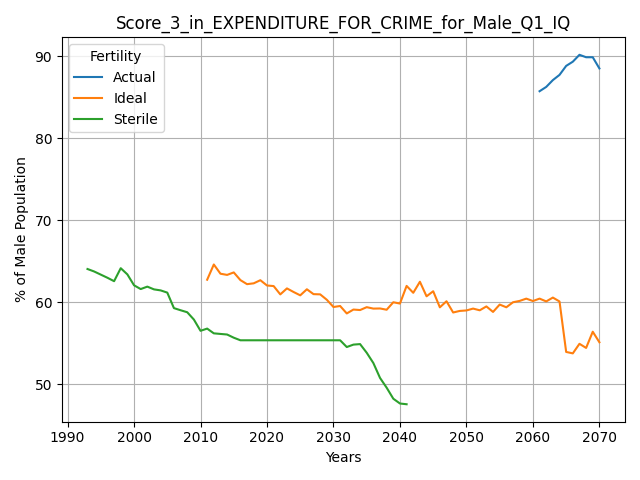 Score_3_in_EXPENDITURE_FOR_CRIME_for_Male_Q1_IQ
Fertility
Actual
Ideal
Sterile
% of Male Population
90
80
70
60
50
1990 2000 2010 2020 2030 2040 2050 2060 2070
Years